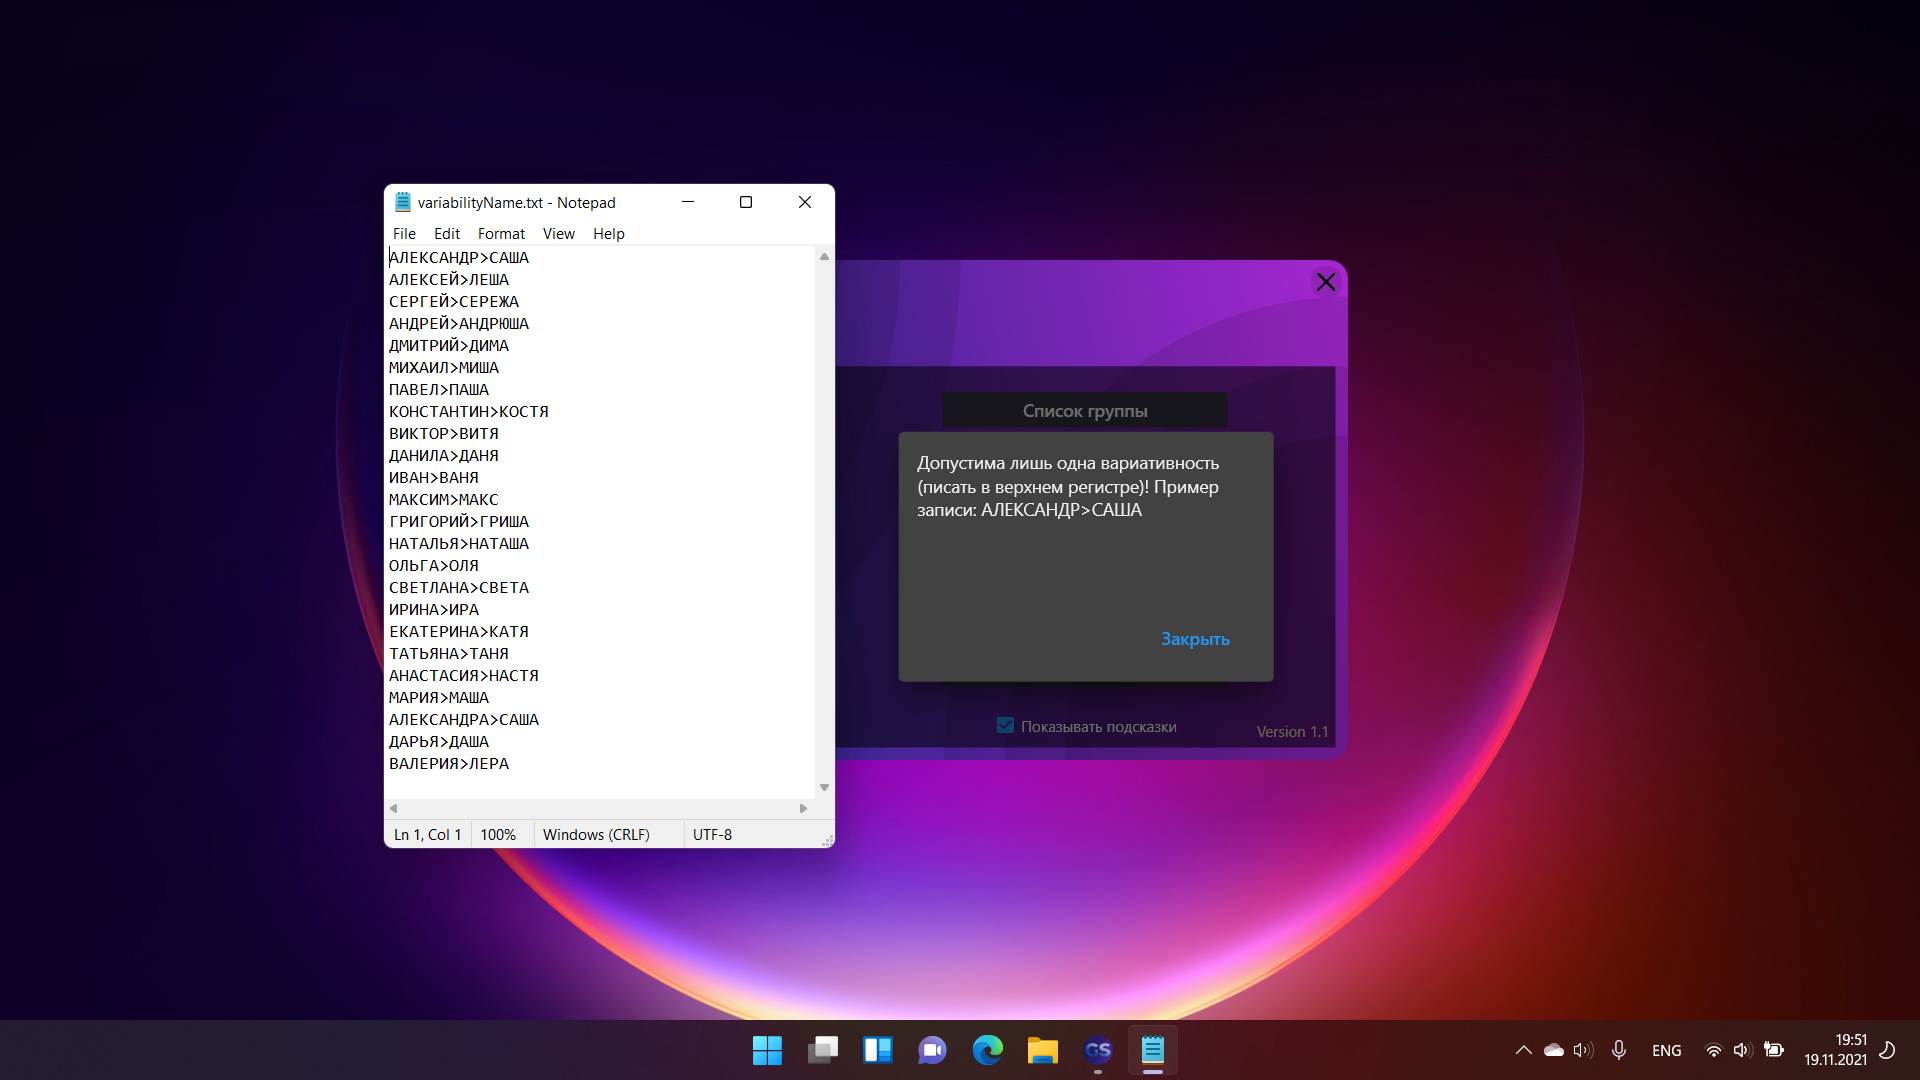 variabilityName.txt - Notepad
File Edit Format View Help
АЛЕКСАНДР>САША
АЛЕКСЕЙ>ЛЕША
СЕРГЕЙ>СЕРЕЖА
АНДРЕЙ>АНДРЮША
ДМИТРИЙ>ДИМА
МИХАИЛ>МИША
ПАВЕЛ>ПАША
КОНСТАНТИН>КОСТЯ
ВИКТОР>ВИТЯ
ДАНИЛА>ДАНЯ
ИВАН>ВАНЯ
МАКСИМ>МАКС
ГРИГОРИЙ>ГРИША
НАТАЛЬЯ>НАТАША
ОЛЬГА>ОЛЯ
СВЕТЛАНА>СВЕТА
ИРИНА>ИРА
ЕКАТЕРИНА>КАТЯ
ТАТЬЯНА>ТАНЯ
АНАСТАСИЯ>НАСТЯ
МАРИЯ>МАША
АЛЕКСАНДРА>САША
ДАРЬЯ>ДАША
ВАЛЕРИЯ>ЛЕРА
Ln 1, Col 1 100% Windows (CRLF) UTF-8
Список группы
Допустима лишь одна вариативность
(писать в верхнем регистре)! Пример
записи: АЛЕКСАНДР>САША
Закрыть
Показывать подсказки
Version 1.1
GS
ENG
19:51
19.11.2021